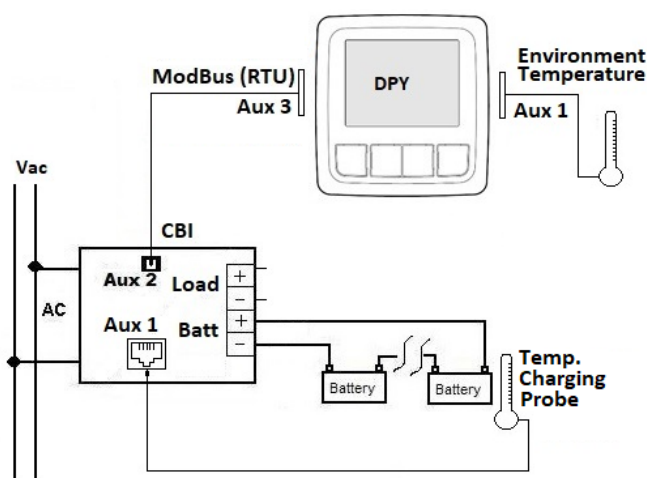 ModBus (RTU)
Aux 3
DPY
Environment
Temperature
Aux 1
Vac
CBI
Aux 2
Load
+
−
AC
Aux 1
Batt
+
−
Battery
Battery
Temp.
Charging
Probe